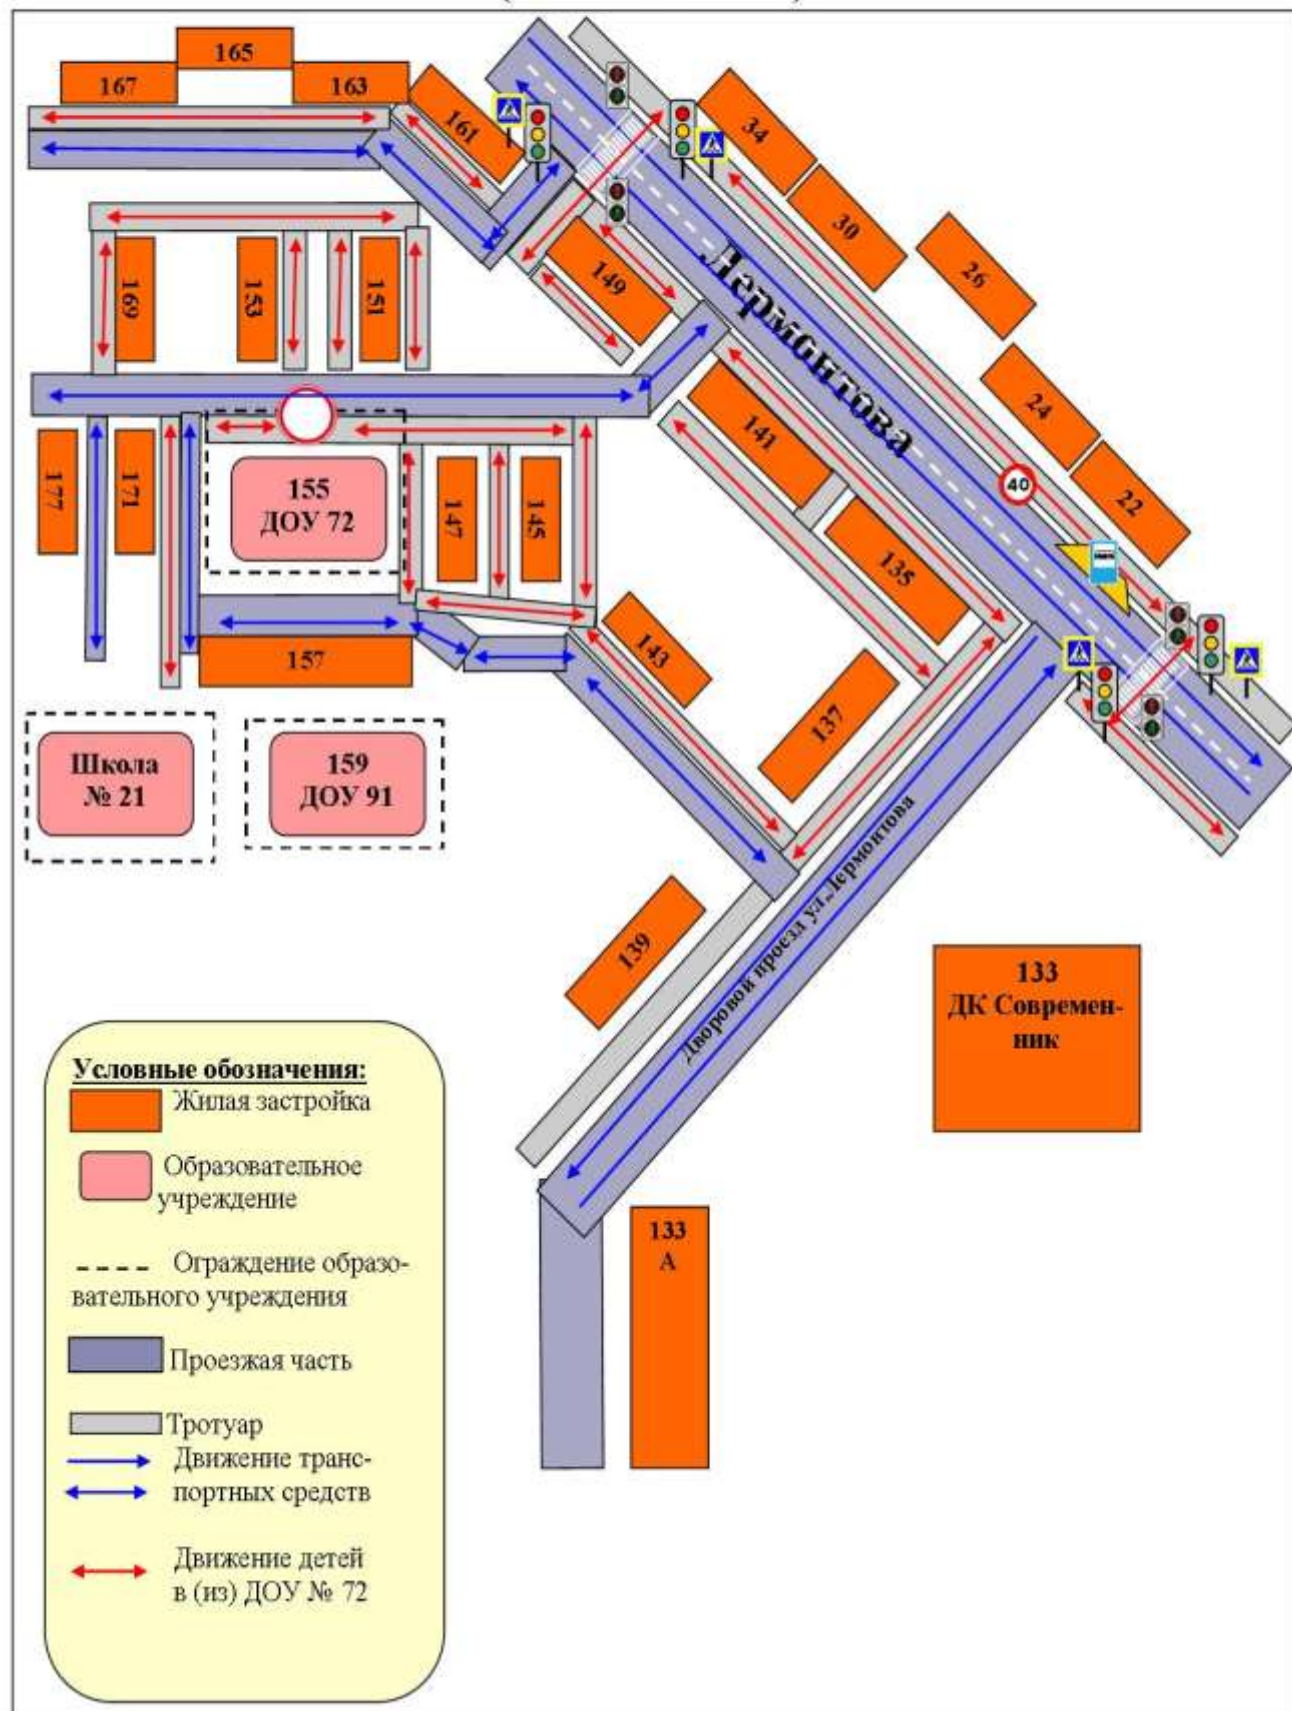 165
167
163
161
34
30
26
149
Лермонтова
169
153
151
24
40
22
141
135
177
171
155
ДОУ 72
147
145
143
157
137
Школа
№ 21
159
ДОУ 91
Дворовой проезд ул.Лермонтова
139
133
ДК Современ-
ник
Условные обозначения:
Жилая застройка
Образовательное
учреждение
Ограждение образо-
вательного учреждения
Проезжая часть
Тротуар
Движение транс-
портных средств
Движение детей
в (из) ДОУ № 72
133
А